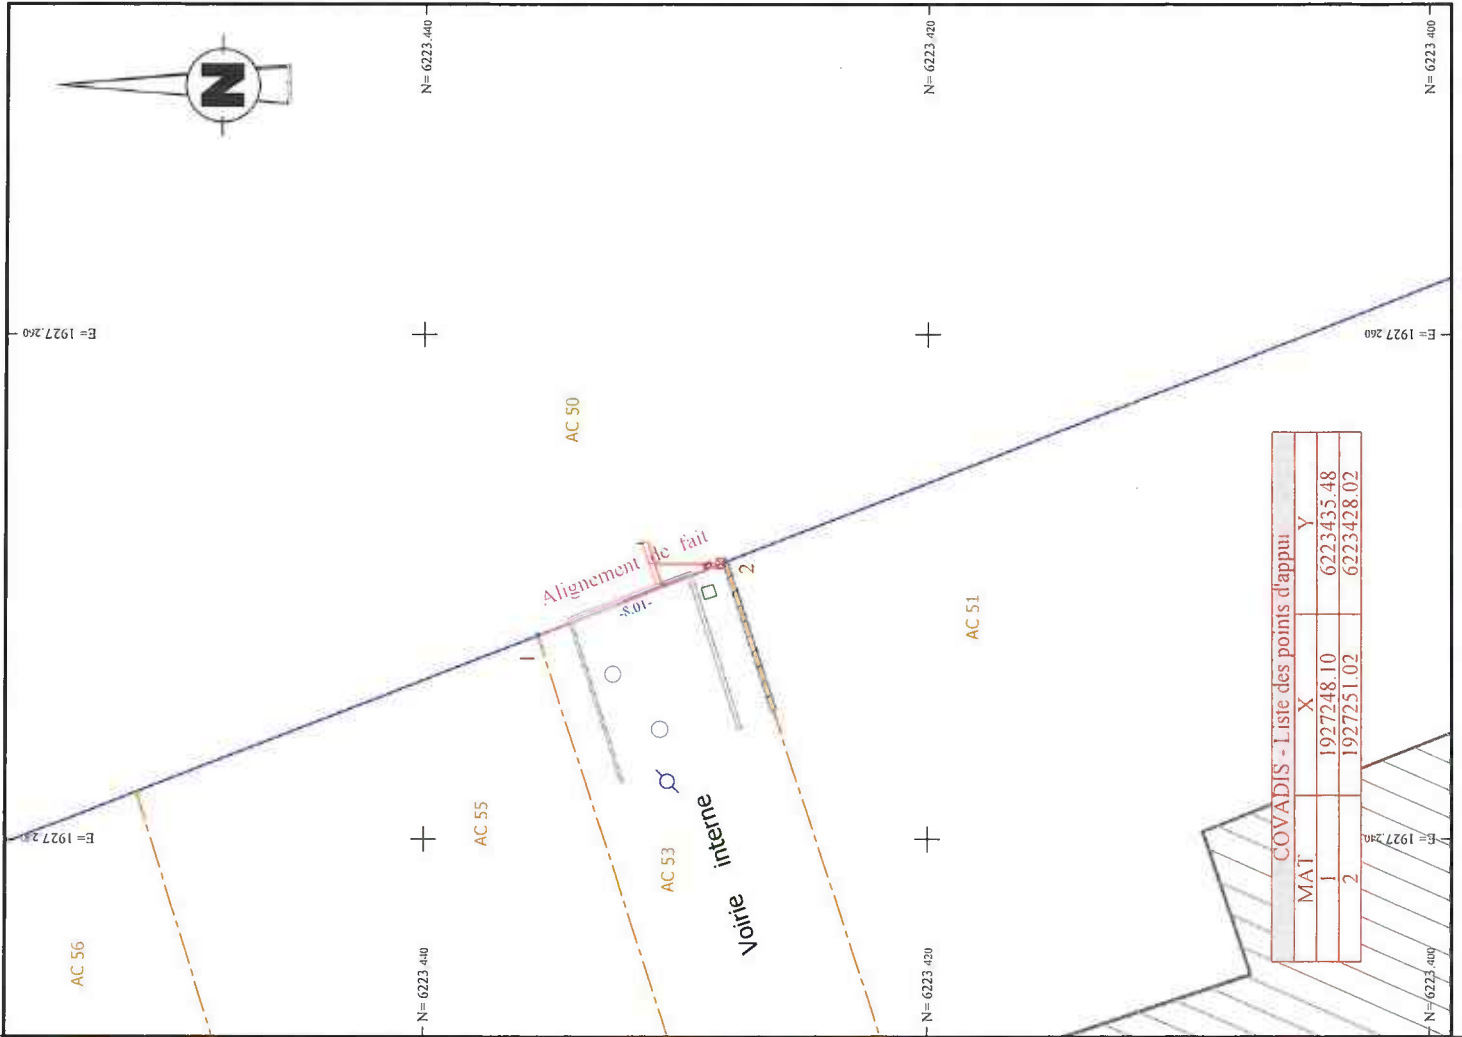 N
N= 6223.440
N= 6223.420
N= 6223.400
E= 1927.260
E= 1927.260
AC 50
Alignement de fait
-8.01-
1
2
AC 51
AC 55
AC 53
Voirie interne
AC 56
E= 1927.240
N= 6223.440
N= 6223.420
N= 6223.400
COVADIS - Liste des points d'appui
MAT X Y
1 1927248.10 6223435.48
2 1927251.02 6223428.02